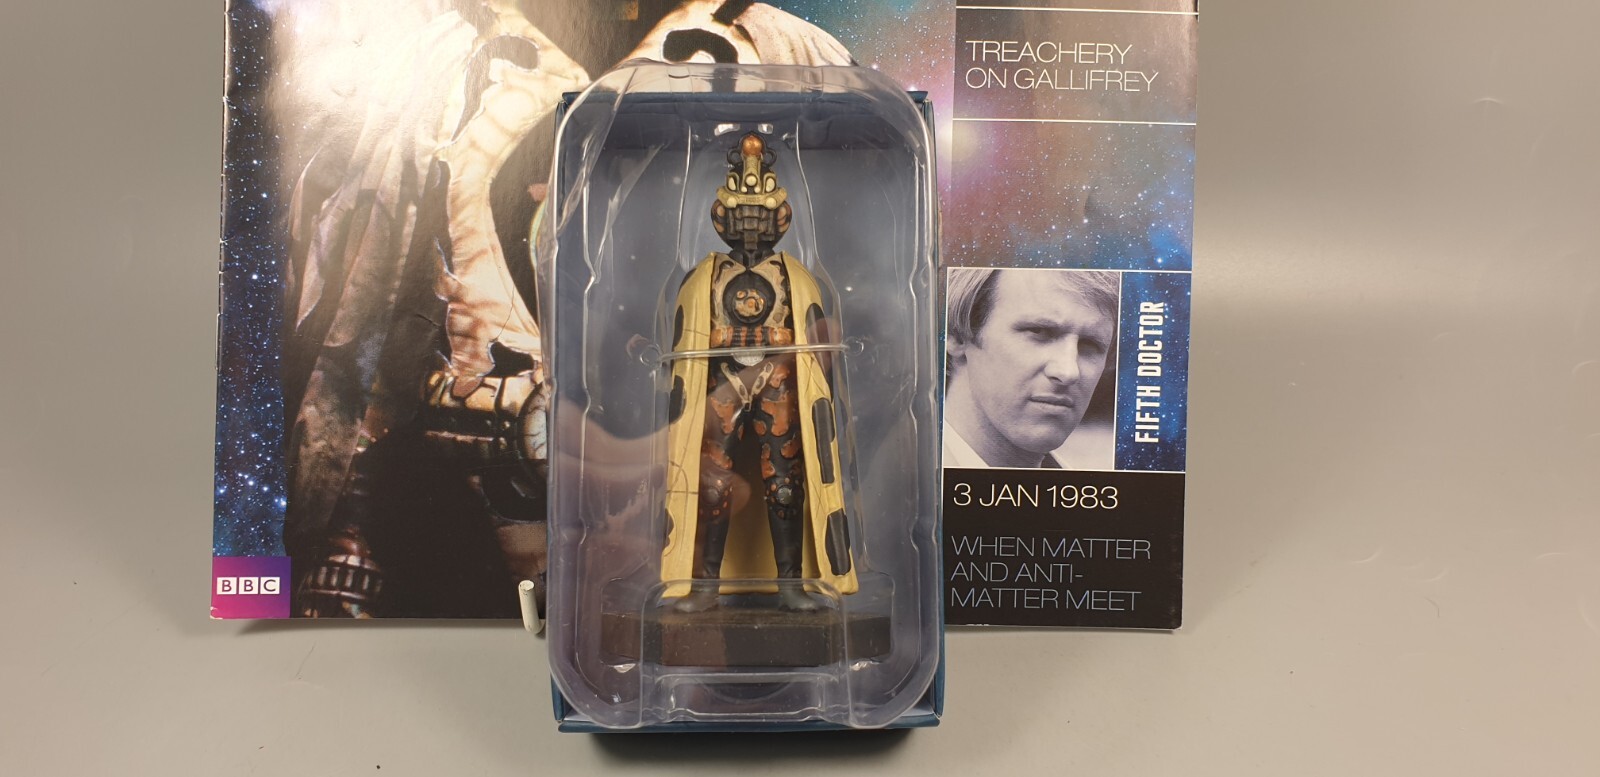 TREACHERY
ON GALLIFREY
FIFTH DOCTOR
3 JAN 1983
WHEN MATTER
AND ANTI-
MATTER MEET
BBC